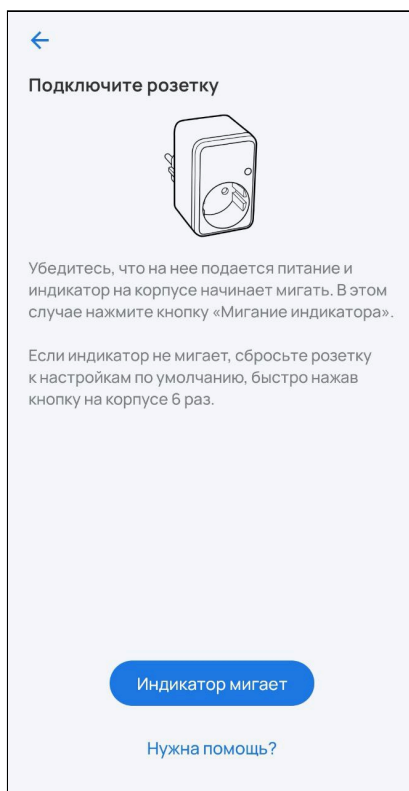 Подключите розетку
Убедитесь, что на нее подается питание и
индикатор на корпусе начинает мигать. В этом
случае нажмите кнопку «Мигание индикатора».
Если индикатор не мигает, сбросьте розетку
к настройкам по умолчанию, быстро нажав
кнопку на корпусе 6 раз.
Индикатор мигает
Нужна помощь?